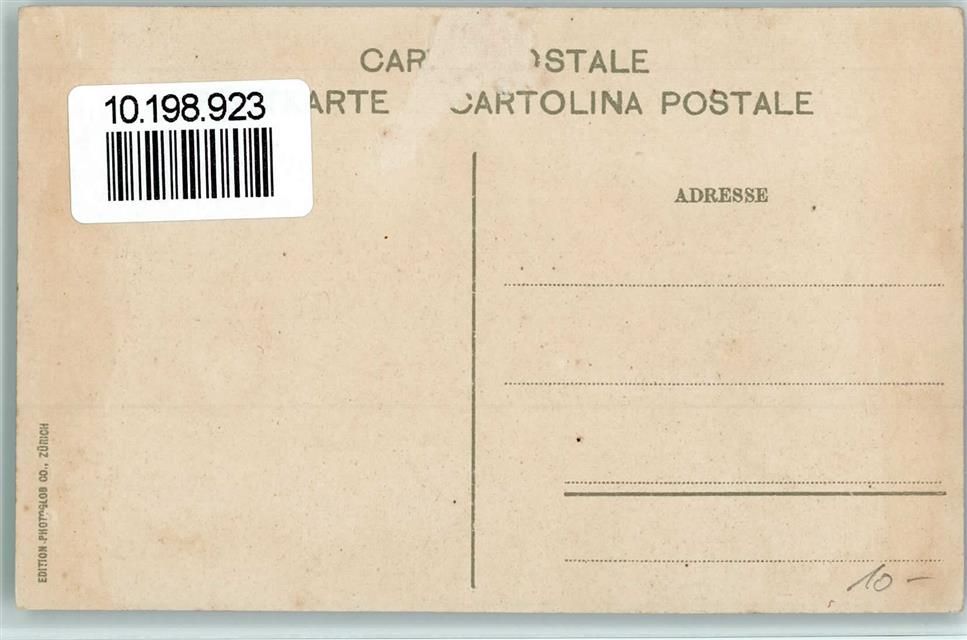 CAR OSTALE
10.198.923
ARTE CARTOLINA POSTALE
ADRESSE
EDITION-PHOTOGLOB CO., ZÜRICH
10-